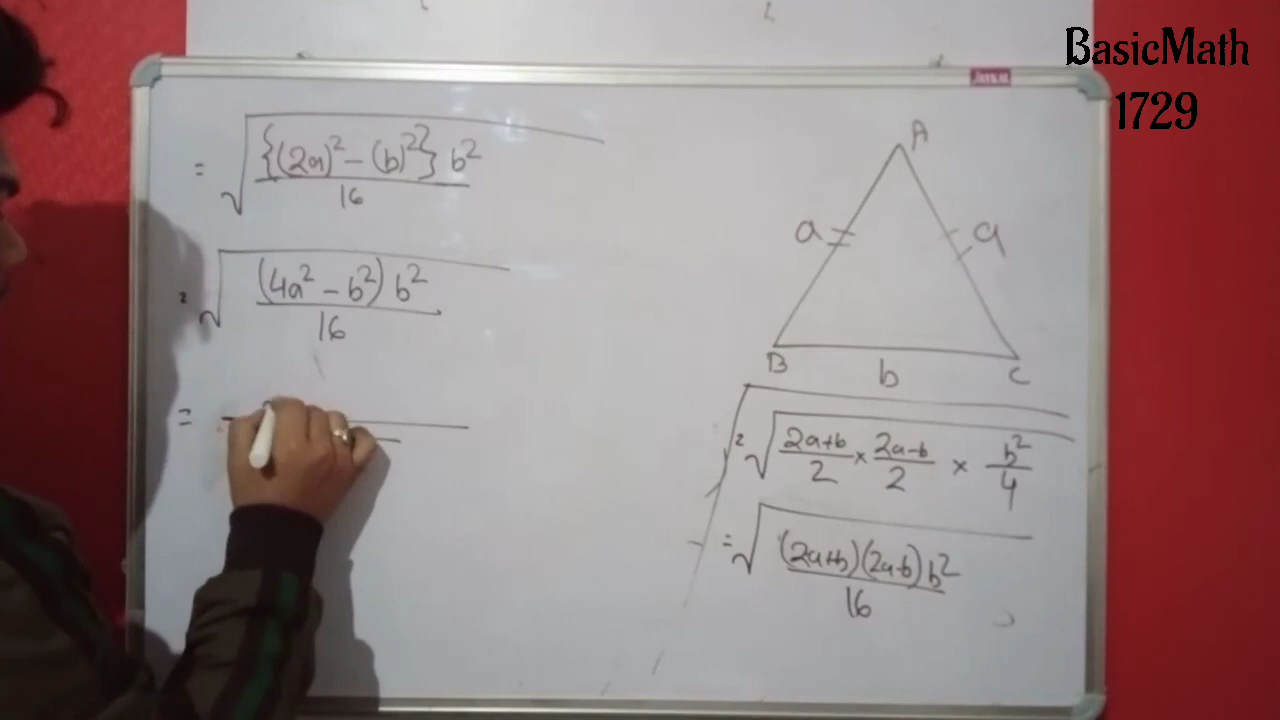 BasicMath
1729
= √({(2a)² - (b)²} b² / 16)
= √((4a² - b²) b² / 16)
=
A
a a
B b C
= √((2a+b)/2 × (2a-b)/2 × b²/4)
= √((2a+b)(2a-b) b² / 16)